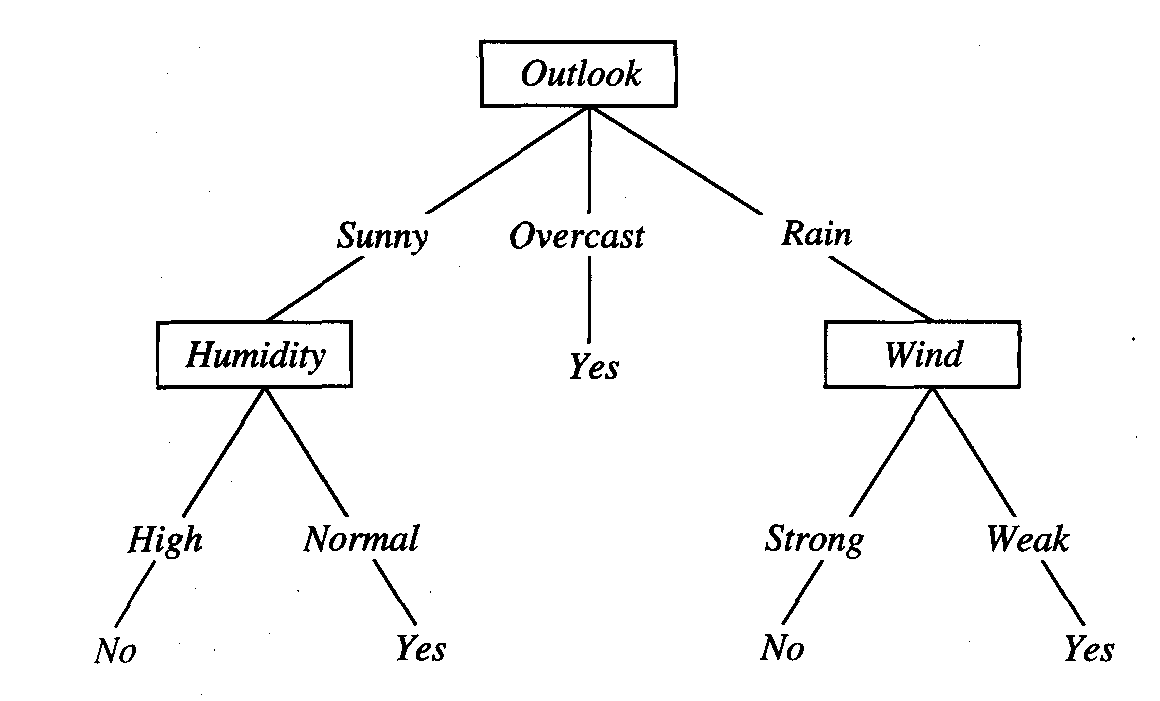 Outlook
Sunny Overcast Rain
Humidity Yes Wind
High Normal Strong Weak
No Yes No Yes